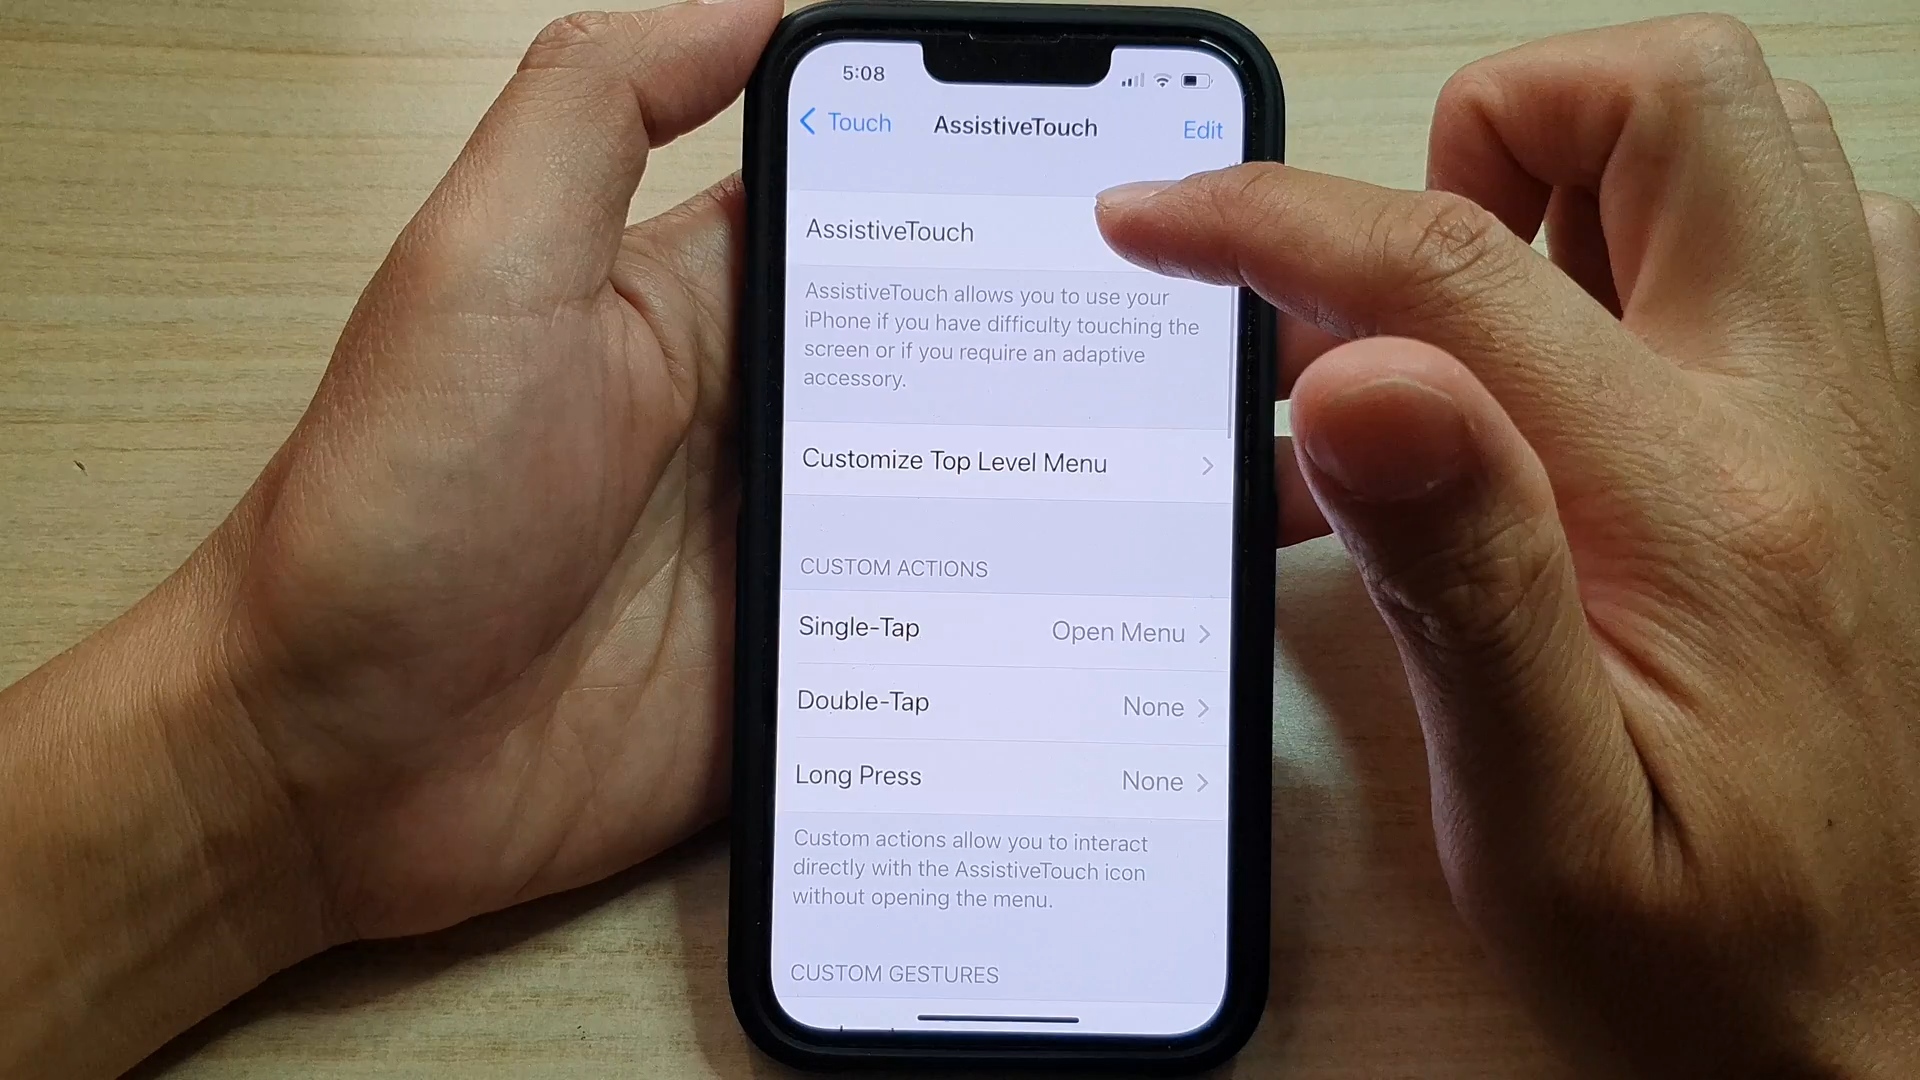 5:08
Touch
AssistiveTouch
Edit
AssistiveTouch
AssistiveTouch allows you to use your
iPhone if you have difficulty touching the
screen or if you require an adaptive
accessory.
Customize Top Level Menu
CUSTOM ACTIONS
Single-Tap
Open Menu
Double-Tap
None
Long Press
None
Custom actions allow you to interact
directly with the AssistiveTouch icon
without opening the menu.
CUSTOM GESTURES